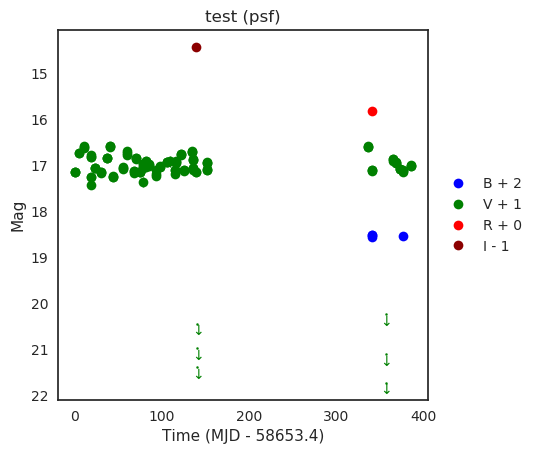 test (psf)
Mag
15
16
17
18
19
20
21
22
0
100
200
300
400
Time (MJD - 58653.4)
B + 2
V + 1
R + 0
I - 1